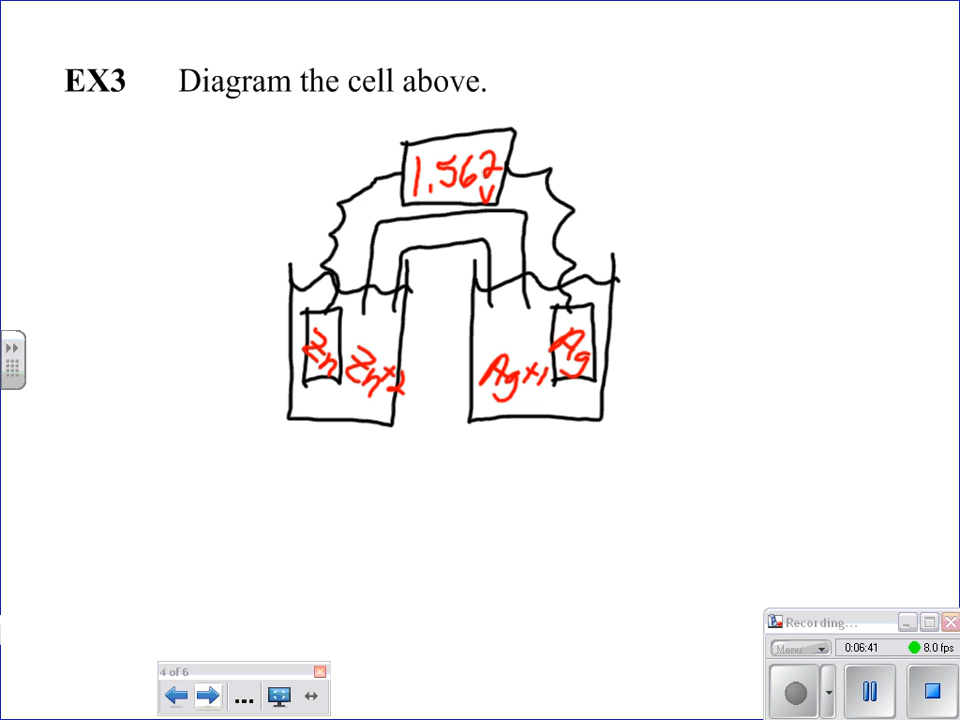 EX3 Diagram the cell above.
1.562
V
Zn
Zn+2
Ag+1
Ag
Recording...
Menu
0:06:41
8.0 fps
4 of 6
...